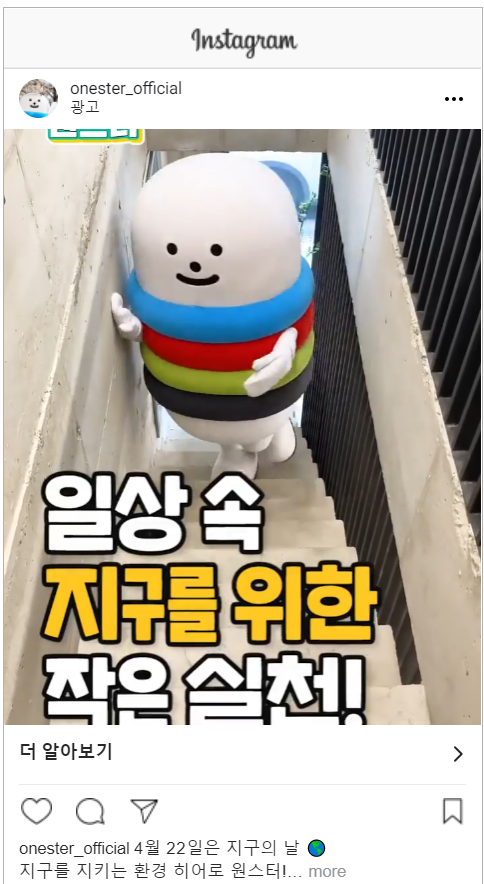 Instagram
onester_official
광고
일상 속
지구를 위한
작은 실천!
더 알아보기
onester_official 4월 22일은 지구의 날 🌎
지구를 지키는 환경 히어로 원스터!... more